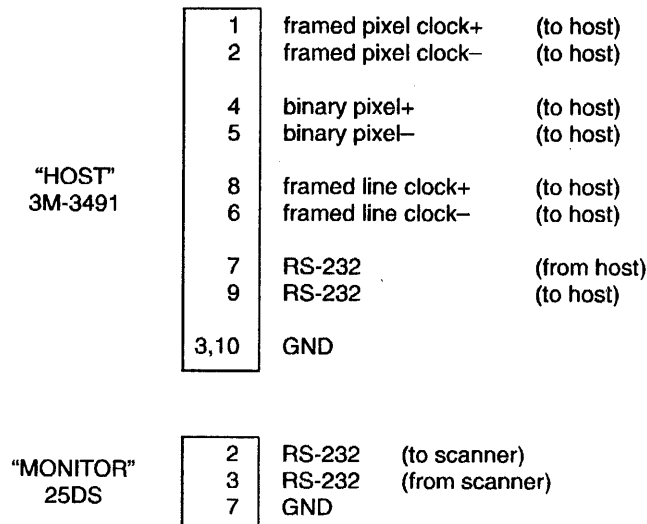 1 framed pixel clock+ (to host)
2 framed pixel clock– (to host)
4 binary pixel+ (to host)
5 binary pixel– (to host)
"HOST"
3M-3491
8 framed line clock+ (to host)
6 framed line clock– (to host)
7 RS-232 (from host)
9 RS-232 (to host)
3,10 GND
"MONITOR"
25DS
2 RS-232 (to scanner)
3 RS-232 (from scanner)
7 GND